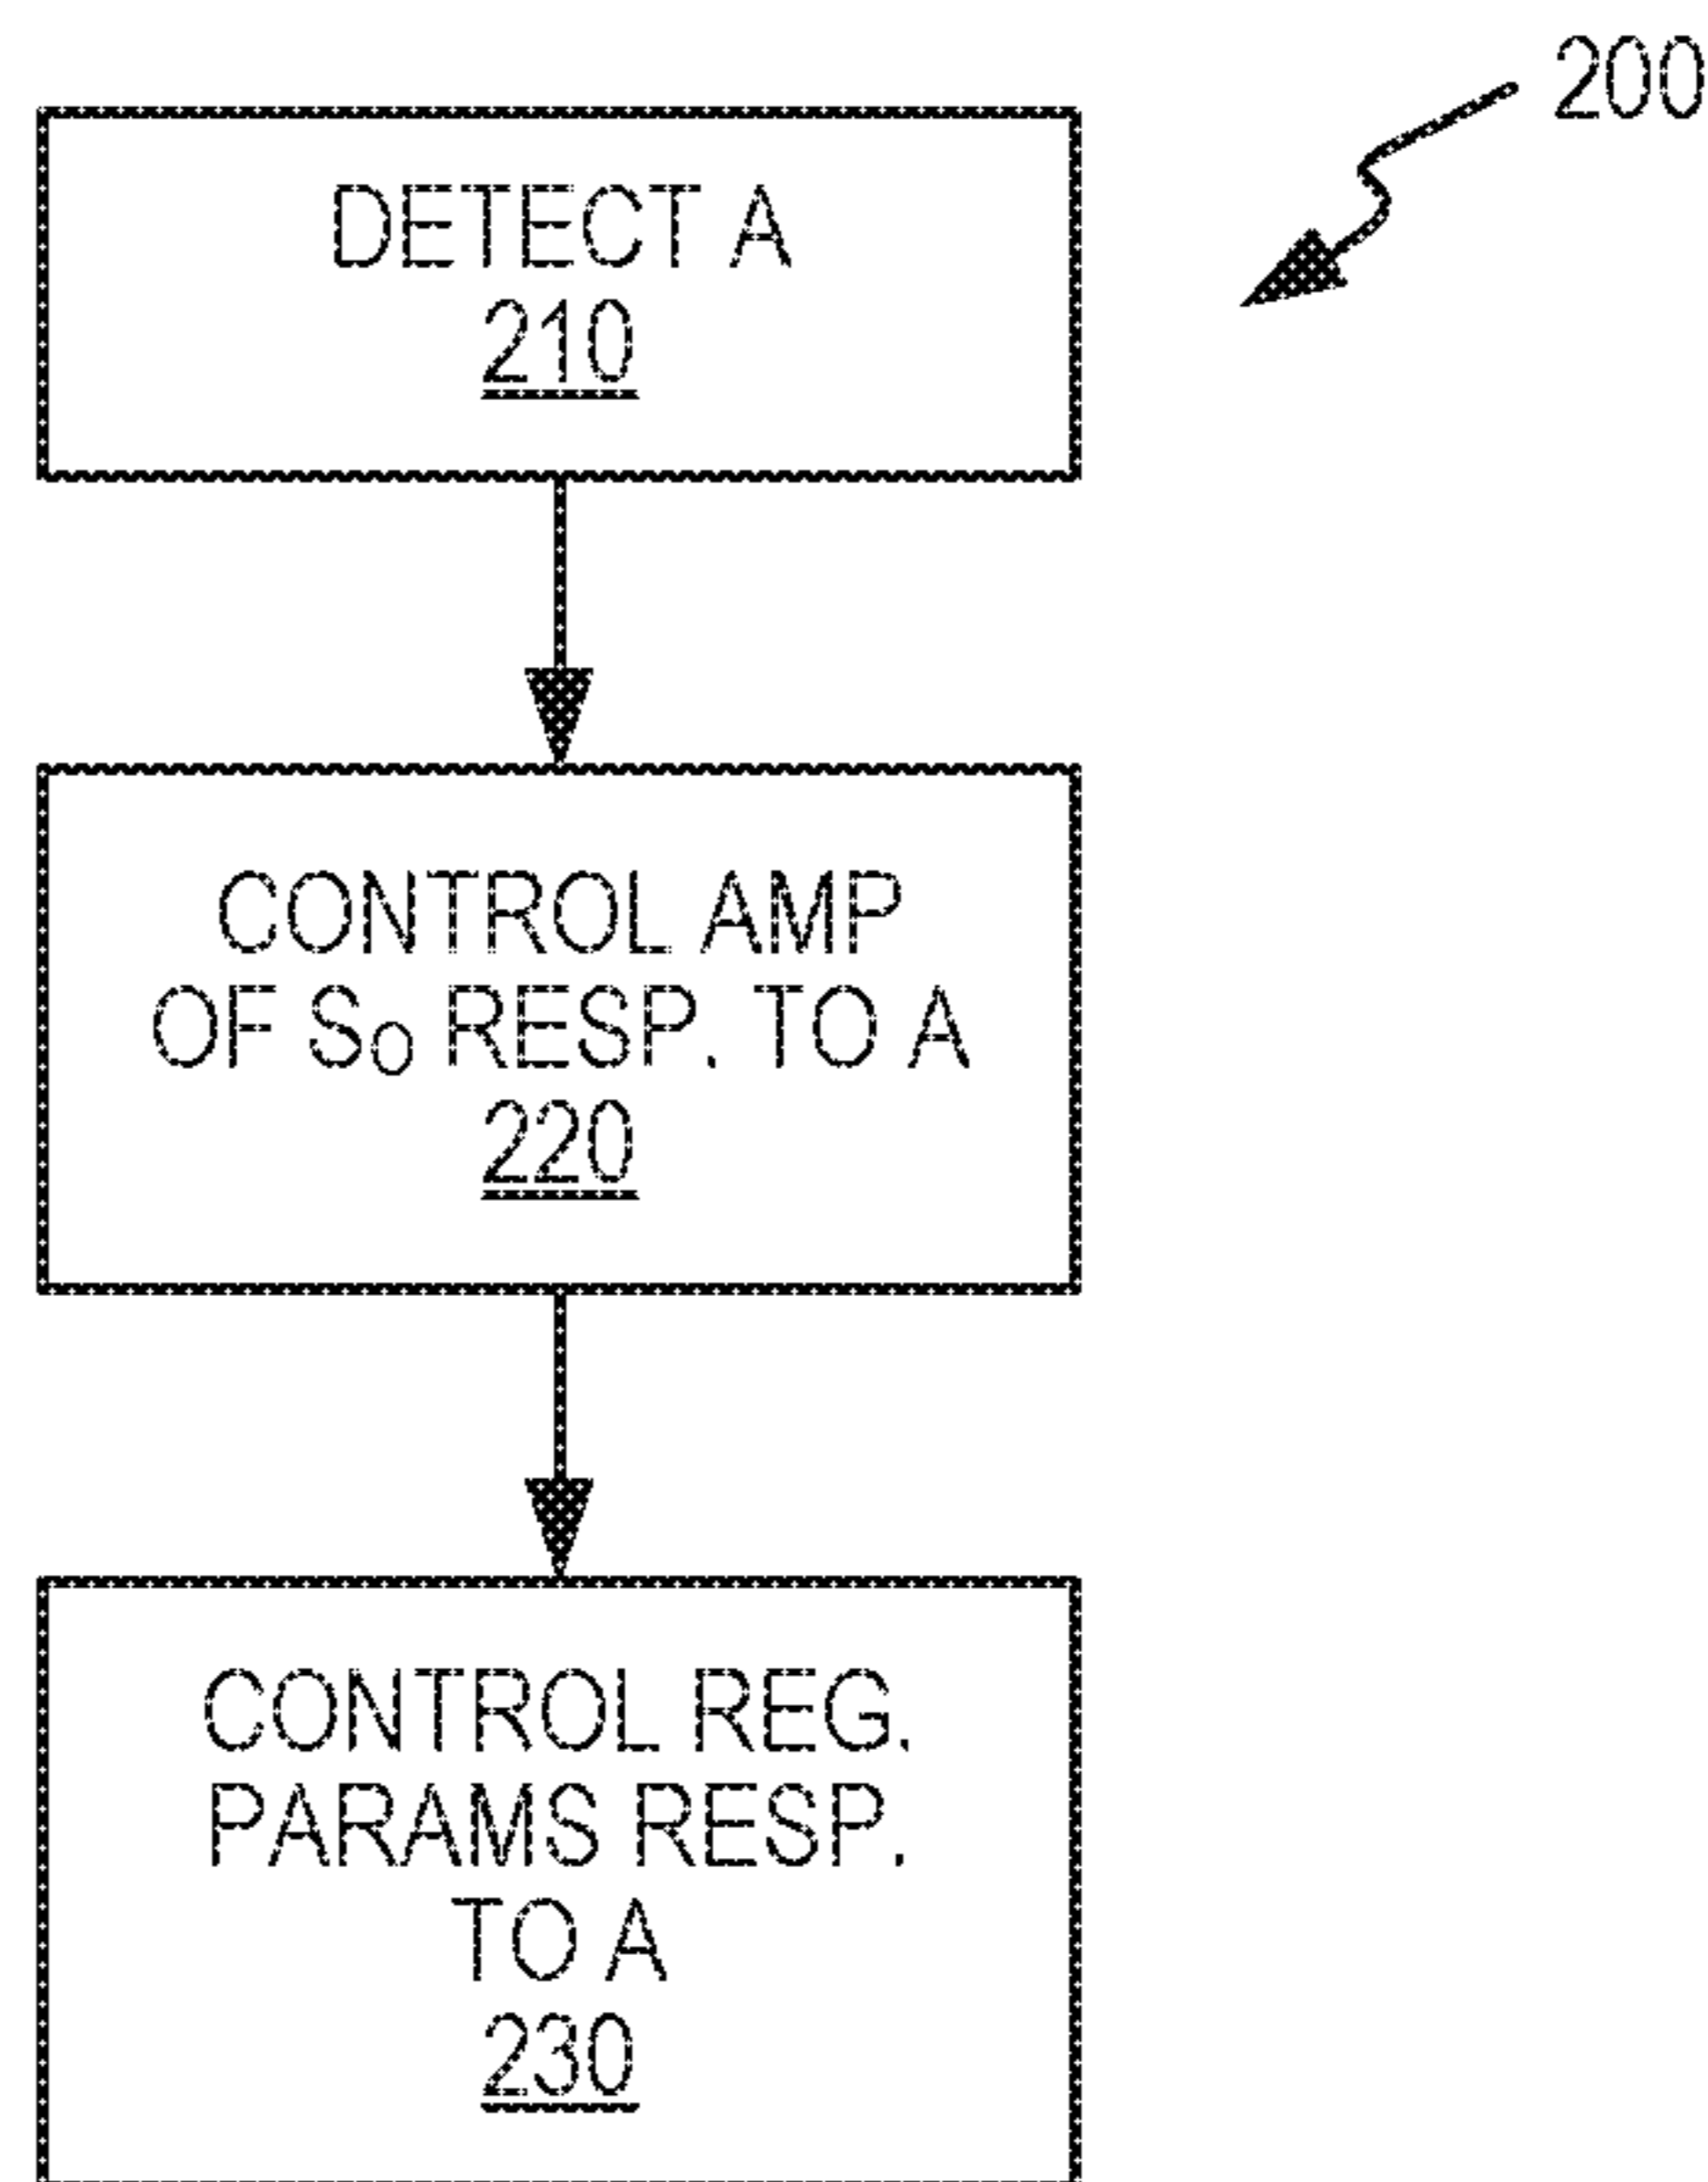 200
DETECT A
210
CONTROL AMP
OF S₀ RESP. TO A
220
CONTROL REG.
PARAMS RESP.
TO A
230